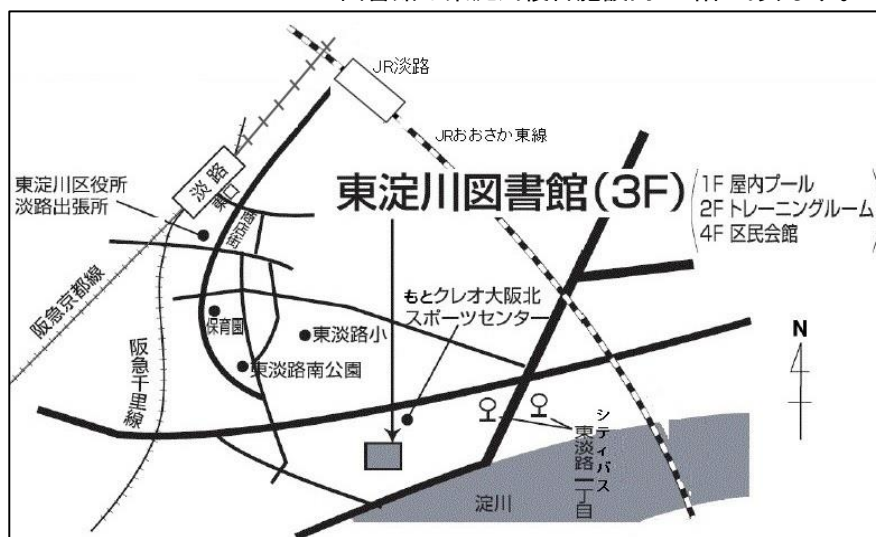 JR淡路
JRおおさか東線
東淀川区役所
淡路出張所
淡路
東口
商店街
東淀川図書館(3F)
1F 屋内プール
2F トレーニングルーム
4F 区民会館
阪急京都線
もとクレオ大阪北
スポーツセンター
保育園
東淡路小
東淡路南公園
阪急千里線
N
シティバス
東淡路一丁目
淀川